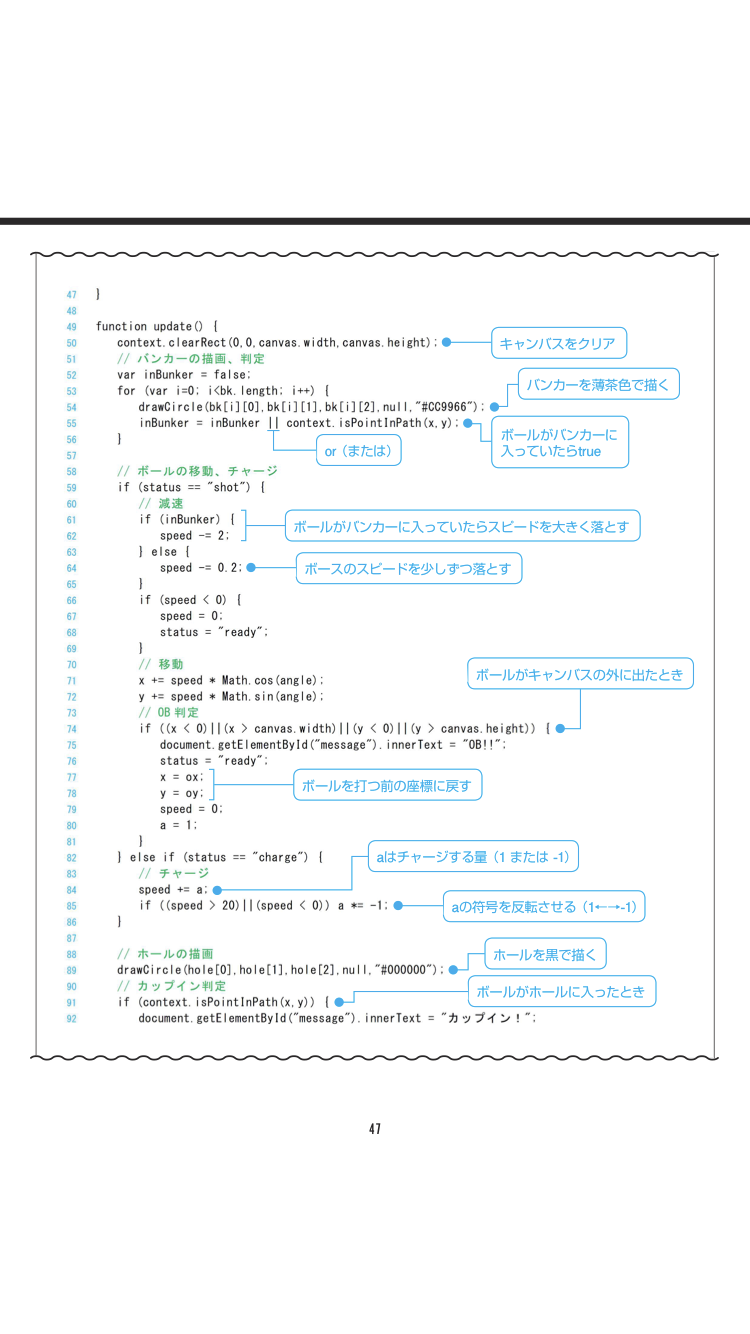 47 }
48
49 function update() {
50 context.clearRect(0,0,canvas.width,canvas.height); キャンバスをクリア
51 // バンカーの描画、判定
52 var inBunker = false;
53 for (var i=0; i<bk.length; i++) { バンカーを薄茶色で描く
54 drawCircle(bk[i][0],bk[i][1],bk[i][2],null,"#CC9966");
55 inBunker = inBunker || context.isPointInPath(x,y); ボールがバンカーに
入っていたらtrue
56 }
or（または）
57
58 // ボールの移動、チャージ
59 if (status == "shot") {
60 // 減速
61 if (inBunker) { ボールがバンカーに入っていたらスピードを大きく落とす
62 speed -= 2;
63 } else {
64 speed -= 0.2; ボースのスピードを少しずつ落とす
65 }
66 if (speed < 0) {
67 speed = 0;
68 status = "ready";
69 }
70 // 移動
71 x += speed * Math.cos(angle); ボールがキャンバスの外に出たとき
72 y += speed * Math.sin(angle);
73 // OB 判定
74 if ((x < 0)||(x > canvas.width)||(y < 0)||(y > canvas.height)) {
75 document.getElementById("message").innerText = "OB!!";
76 status = "ready";
77 x = ox; ボールを打つ前の座標に戻す
78 y = oy;
79 speed = 0;
80 a = 1;
81 }
82 } else if (status == "charge") { aはチャージする量（1 または -1）
83 // チャージ
84 speed += a;
85 if ((speed > 20)||(speed < 0)) a *= -1; aの符号を反転させる（1←→-1）
86 }
87
88 // ホールの描画 ホールを黒で描く
89 drawCircle(hole[0],hole[1],hole[2],null,"#000000");
90 // カップイン判定 ボールがホールに入ったとき
91 if (context.isPointInPath(x,y)) {
92 document.getElementById("message").innerText = "カップイン！";
47